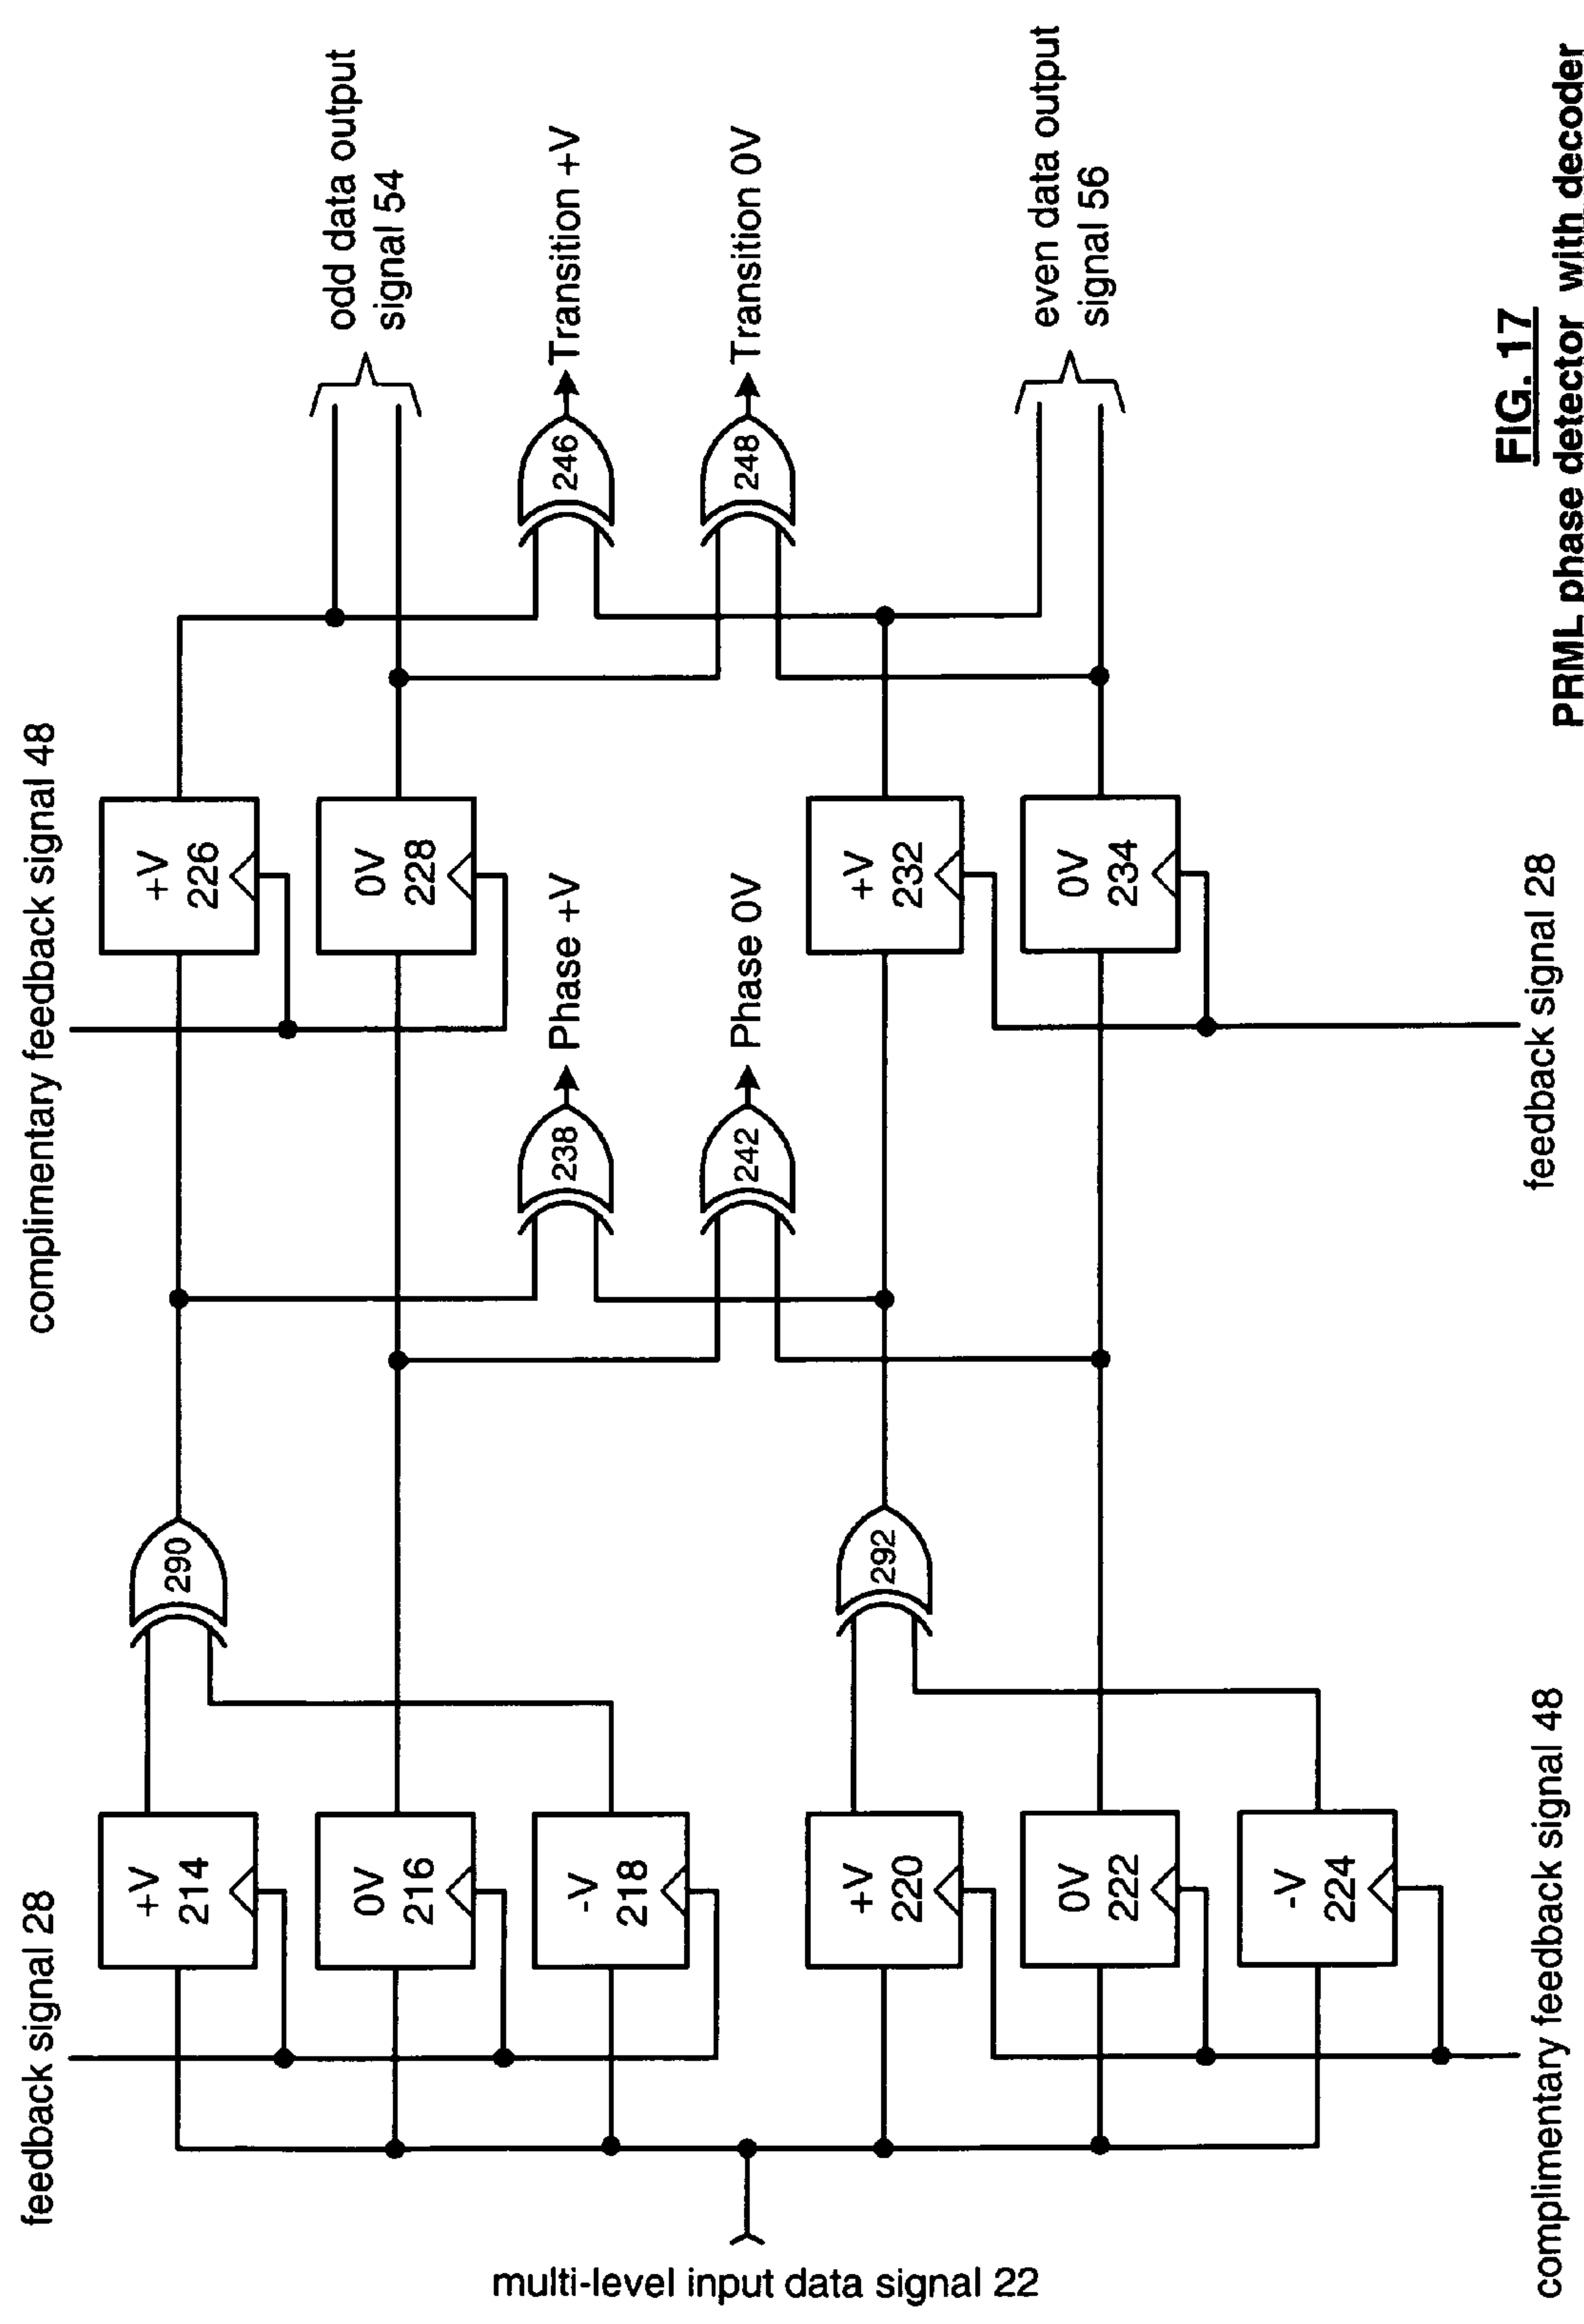 complimentary feedback signal 48
feedback signal 28
odd data output
signal 54
+V
214
290
+V
226
0V
216
0V
228
-V
218
238
Phase +V
246
Transition +V
multi-level input data signal 22
242
Phase 0V
248
Transition 0V
+V
220
292
+V
232
even data output
signal 56
0V
222
0V
234
-V
224
complimentary feedback signal 48
feedback signal 28
FIG. 17
PRML phase detector with decoder